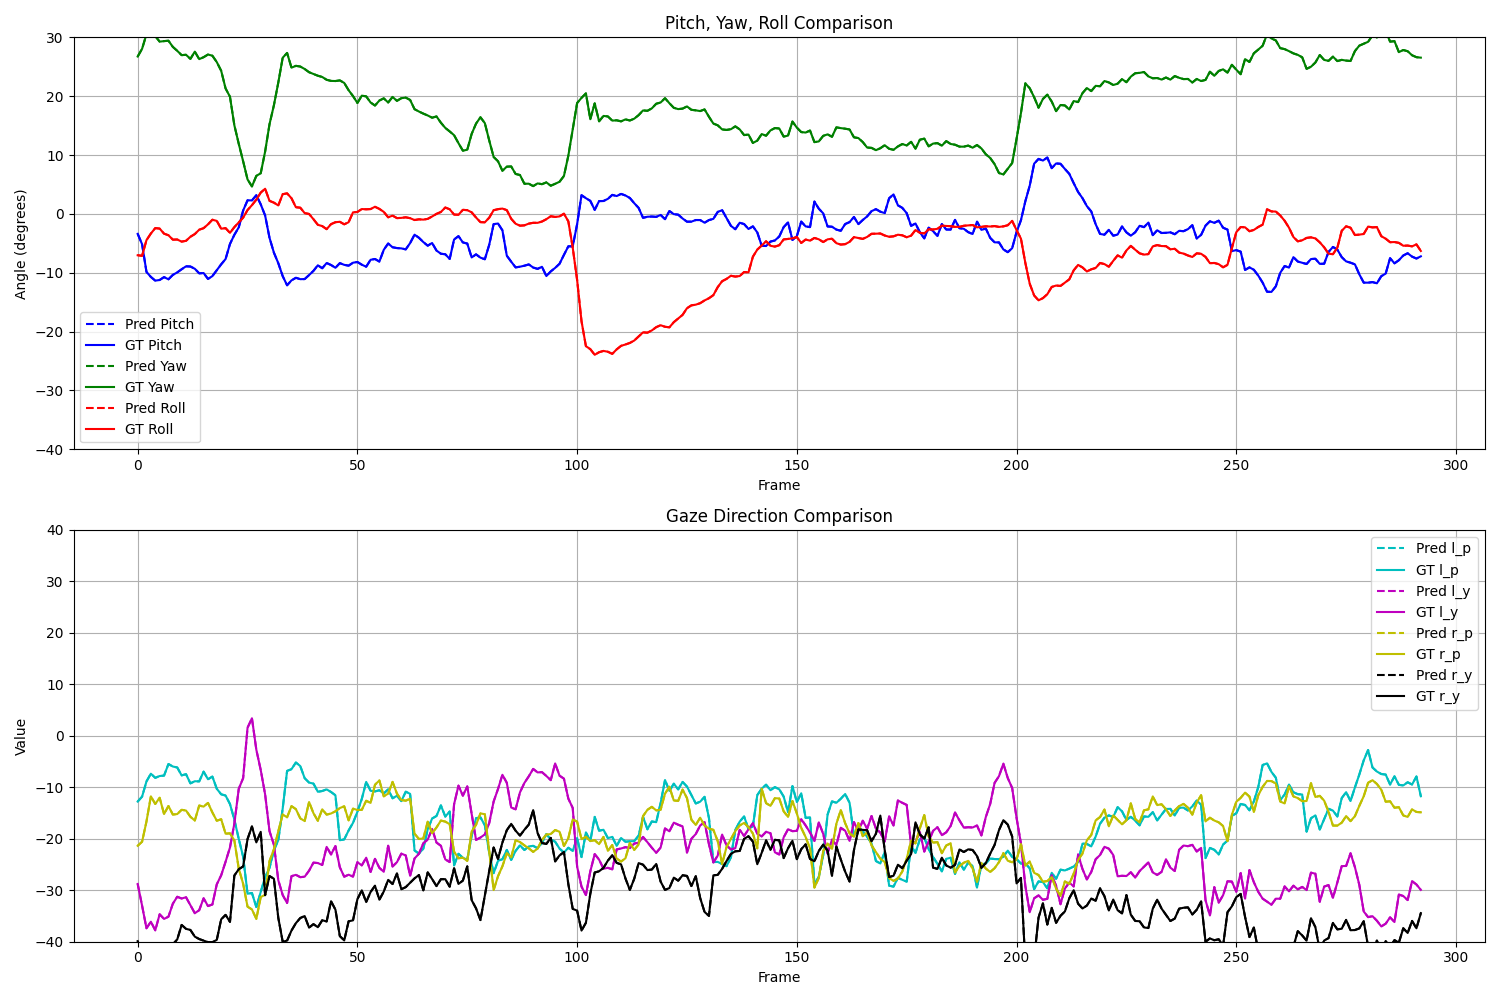 Pitch, Yaw, Roll Comparison
30
20
10
0
−10
−20
−30
−40
Angle (degrees)
Pred Pitch
GT Pitch
Pred Yaw
GT Yaw
Pred Roll
GT Roll
0 50 100 150 200 250 300
Frame
Gaze Direction Comparison
40
30
20
10
0
−10
−20
−30
−40
Value
Pred l_p
GT l_p
Pred l_y
GT l_y
Pred r_p
GT r_p
Pred r_y
GT r_y
0 50 100 150 200 250 300
Frame